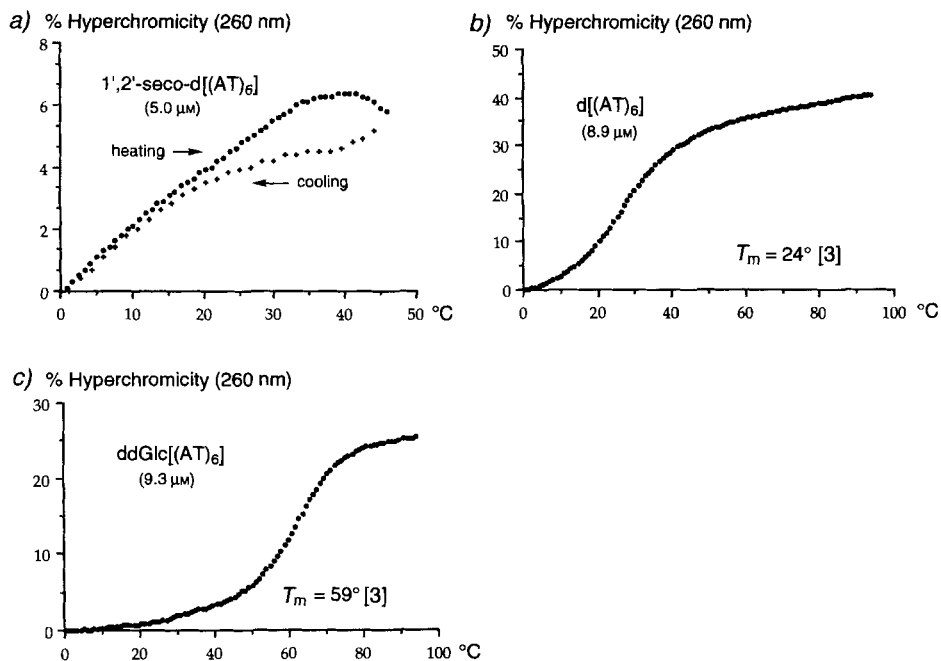 a) % Hyperchromicity (260 nm)
8
6
4
2
0
1',2'-seco-d[(AT)₆]
(5.0 μM)
heating →
← cooling
0 10 20 30 40 50 °C
b) % Hyperchromicity (260 nm)
50
40
30
20
10
0
d[(AT)₆]
(8.9 μM)
Tm = 24° [3]
0 20 40 60 80 100 °C
c) % Hyperchromicity (260 nm)
30
20
10
0
ddGlc[(AT)₆]
(9.3 μM)
Tm = 59° [3]
0 20 40 60 80 100 °C